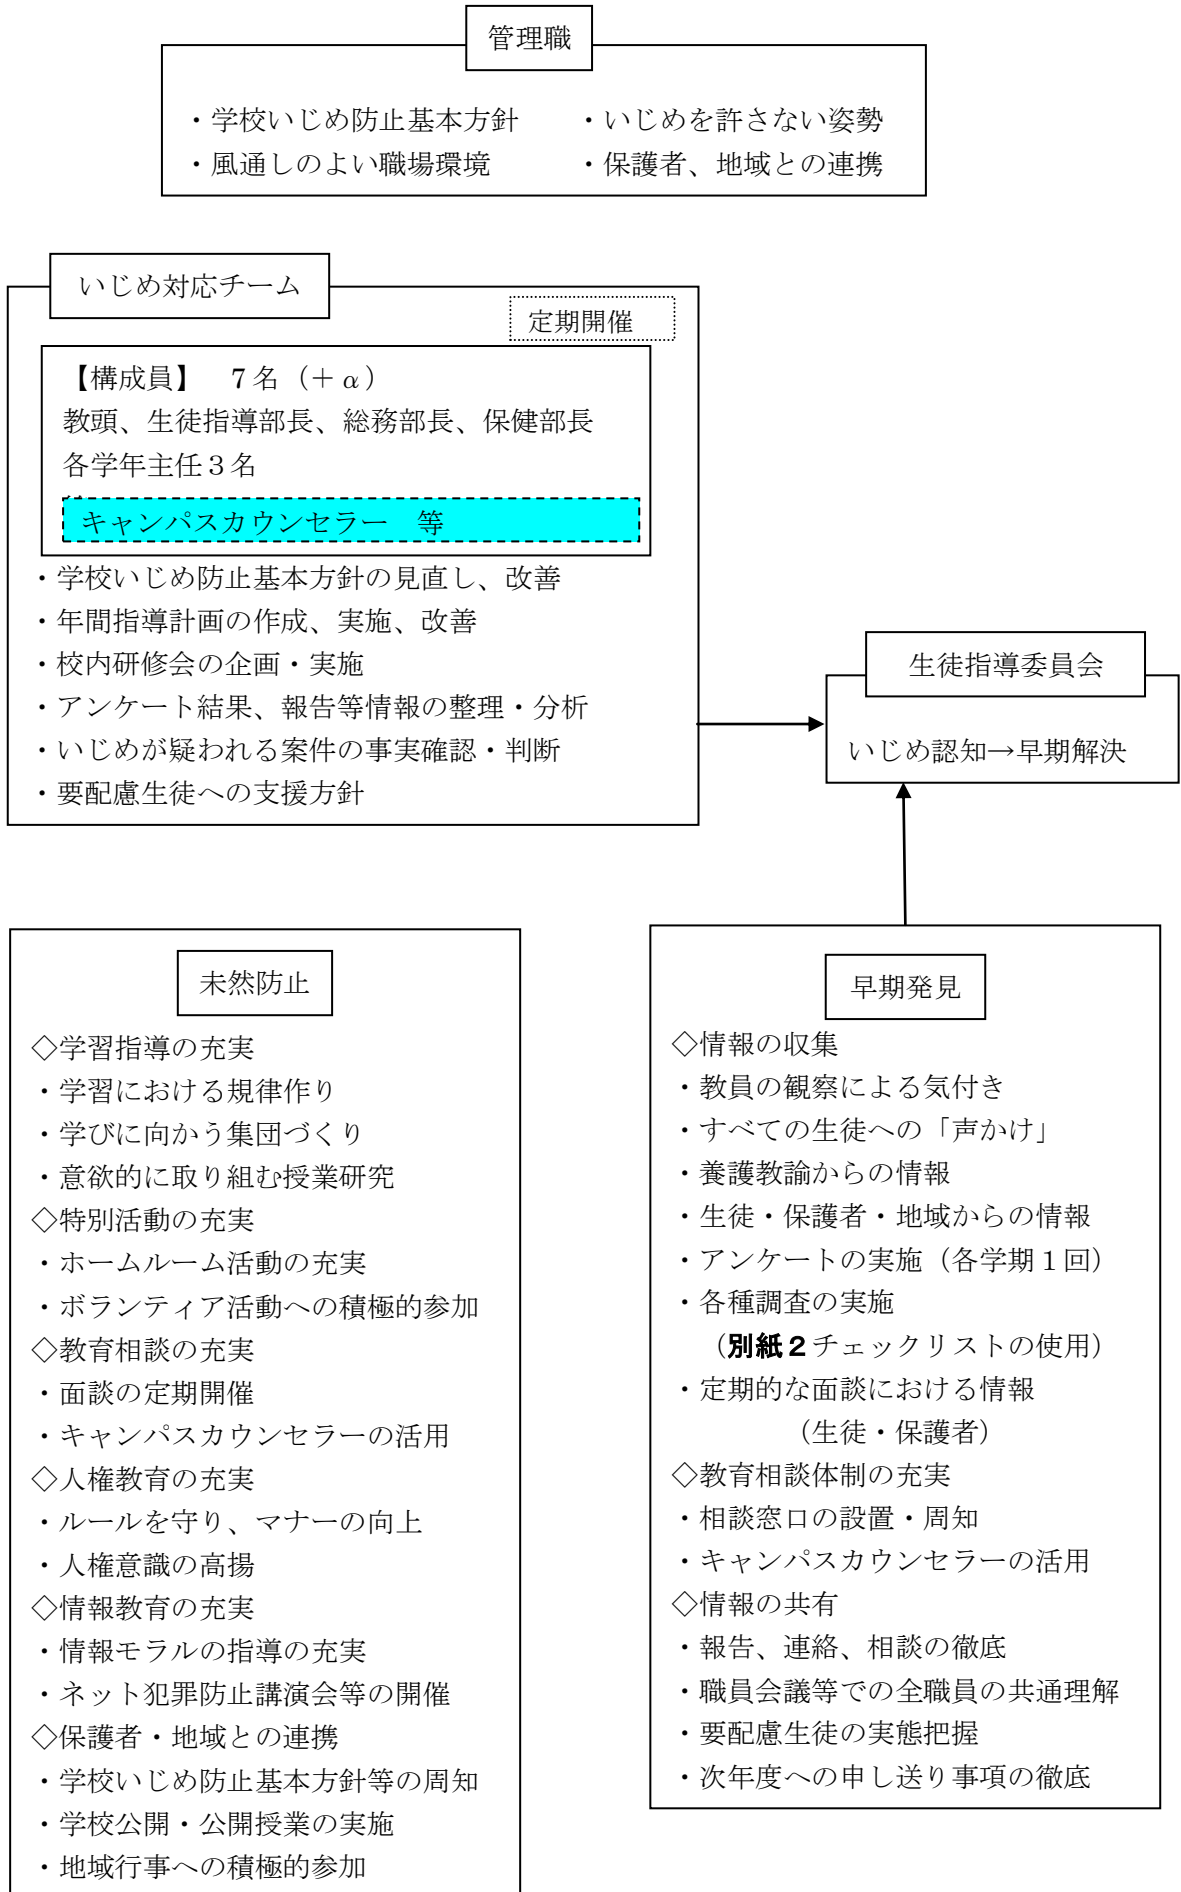 管理職
・学校いじめ防止基本方針　　・いじめを許さない姿勢
・風通しのよい職場環境　　　・保護者、地域との連携
いじめ対応チーム
定期開催
【構成員】　７名（＋α）
教頭、生徒指導部長、総務部長、保健部長
各学年主任３名
キャンパスカウンセラー　等
・学校いじめ防止基本方針の見直し、改善
・年間指導計画の作成、実施、改善
・校内研修会の企画・実施
・アンケート結果、報告等情報の整理・分析
・いじめが疑われる案件の事実確認・判断
・要配慮生徒への支援方針
生徒指導委員会
いじめ認知→早期解決
未然防止
◇学習指導の充実
・学習における規律作り
・学びに向かう集団づくり
・意欲的に取り組む授業研究
◇特別活動の充実
・ホームルーム活動の充実
・ボランティア活動への積極的参加
◇教育相談の充実
・面談の定期開催
・キャンパスカウンセラーの活用
◇人権教育の充実
・ルールを守り、マナーの向上
・人権意識の高揚
◇情報教育の充実
・情報モラルの指導の充実
・ネット犯罪防止講演会等の開催
◇保護者・地域との連携
・学校いじめ防止基本方針等の周知
・学校公開・公開授業の実施
・地域行事への積極的参加
早期発見
◇情報の収集
・教員の観察による気付き
・すべての生徒への「声かけ」
・養護教諭からの情報
・生徒・保護者・地域からの情報
・アンケートの実施（各学期１回）
・各種調査の実施
（別紙２チェックリストの使用）
・定期的な面談における情報
（生徒・保護者）
◇教育相談体制の充実
・相談窓口の設置・周知
・キャンパスカウンセラーの活用
◇情報の共有
・報告、連絡、相談の徹底
・職員会議等での全職員の共通理解
・要配慮生徒の実態把握
・次年度への申し送り事項の徹底